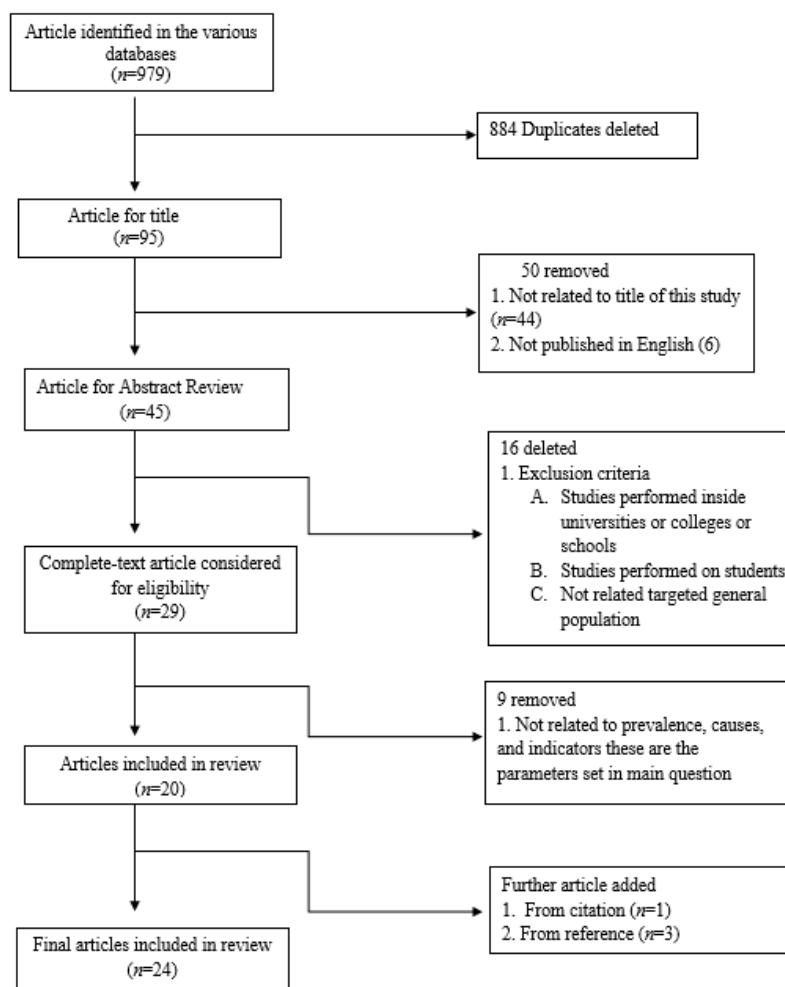 Article identified in the various
databases
(n=979)
884 Duplicates deleted
Article for title
(n=95)
50 removed
1. Not related to title of this study
(n=44)
2. Not published in English (6)
Article for Abstract Review
(n=45)
16 deleted
1. Exclusion criteria
A. Studies performed inside
universities or colleges or
schools
B. Studies performed on students
C. Not related targeted general
population
Complete-text article considered
for eligibility
(n=29)
9 removed
1. Not related to prevalence, causes,
and indicators these are the
parameters set in main question
Articles included in review
(n=20)
Further article added
1. From citation (n=1)
2. From reference (n=3)
Final articles included in review
(n=24)